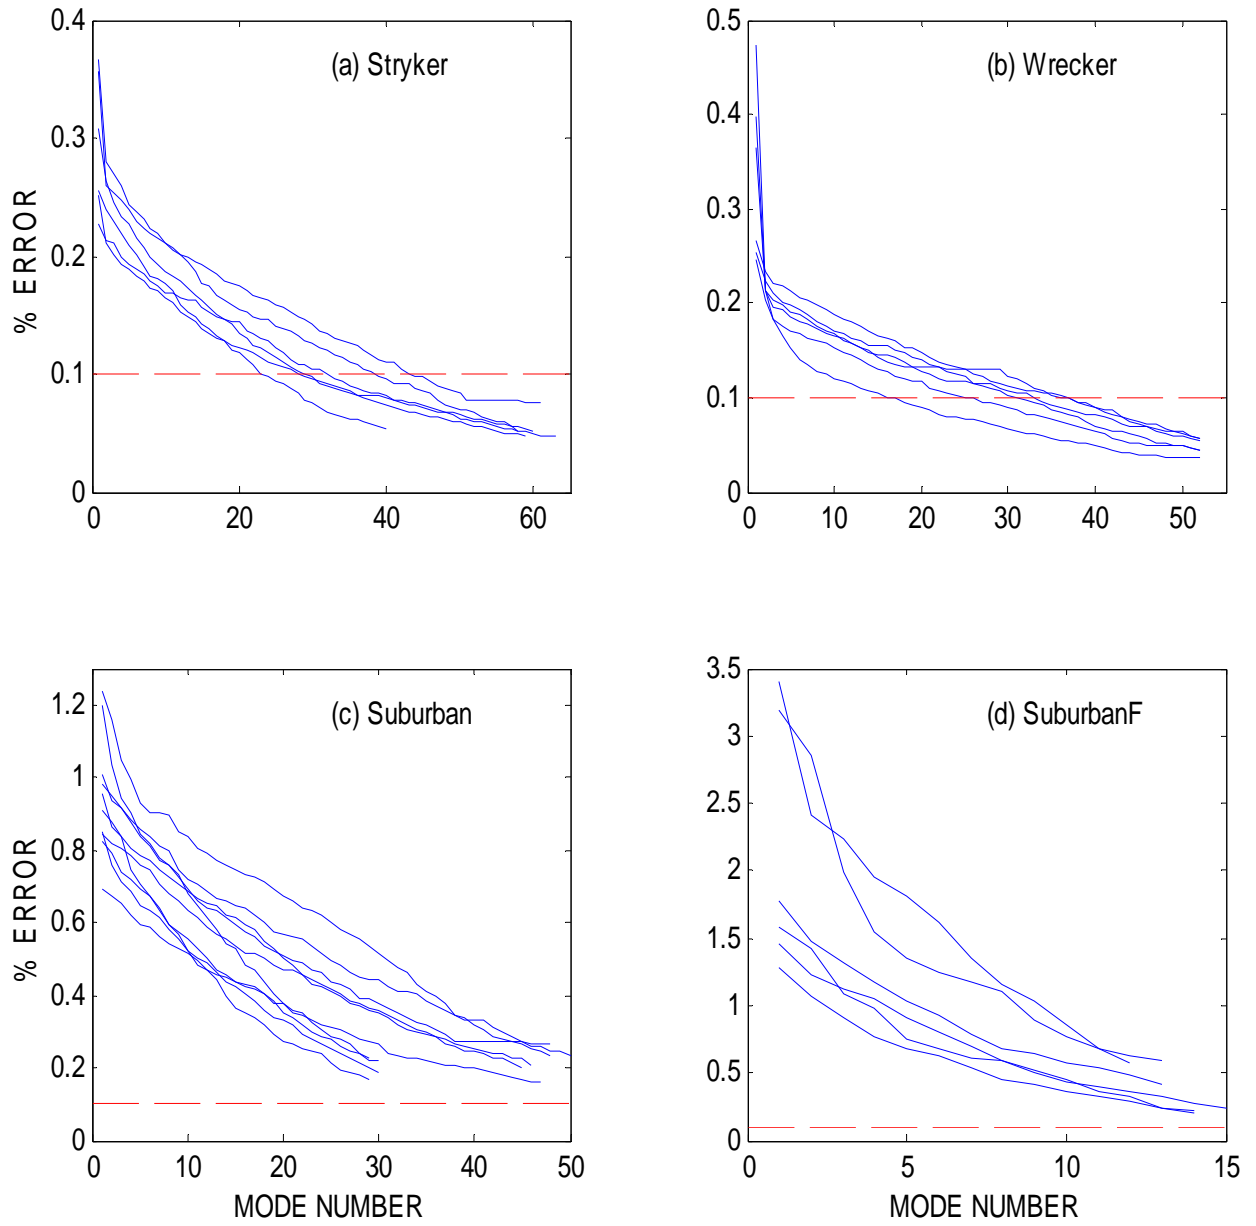 0.4
0.3
0.2
0.1
0
% ERROR
(a) Stryker
0 20 40 60
0.5
0.4
0.3
0.2
0.1
0
(b) Wrecker
0 10 20 30 40 50
1.2
1
0.8
0.6
0.4
0.2
0
% ERROR
(c) Suburban
0 10 20 30 40 50
MODE NUMBER
3.5
3
2.5
2
1.5
1
0.5
0
(d) SuburbanF
0 5 10 15
MODE NUMBER